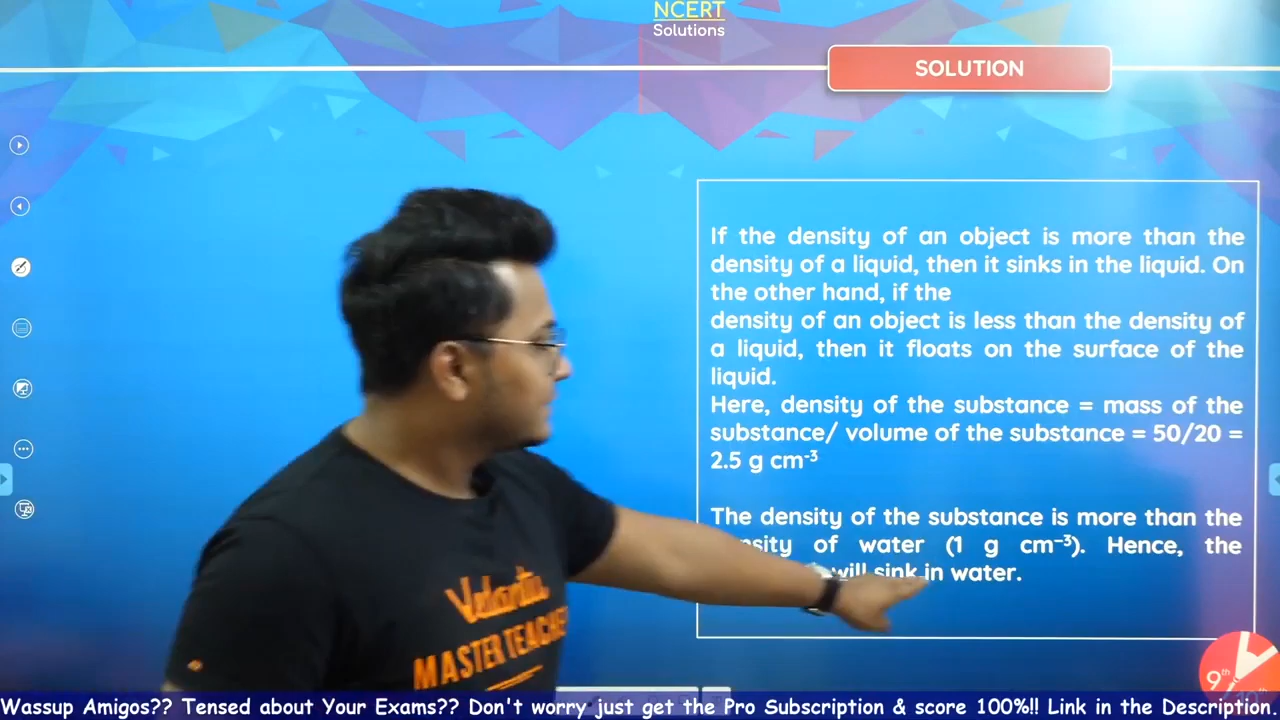 NCERT
Solutions
SOLUTION
If the density of an object is more than the
density of a liquid, then it sinks in the liquid. On
the other hand, if the
density of an object is less than the density of
a liquid, then it floats on the surface of the
liquid.
Here, density of the substance = mass of the
substance/ volume of the substance = 50/20 =
2.5 g cm⁻³
The density of the substance is more than the
of water (1 g cm⁻³). Hence, the
will sink in water.
Vedantu
MASTER TEACHER
9th
10th
Wassup Amigos?? Tensed about Your Exams?? Don't worry just get the Pro Subscription & score 100%!! Link in the Description.